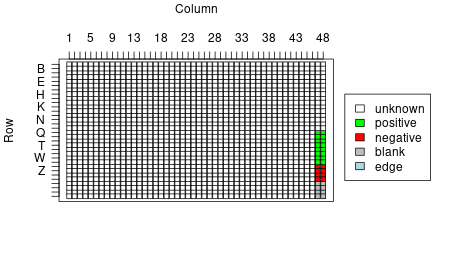 Column
1 5 9 13 18 23 28 33 38 43 48
Row
B
E
H
K
N
Q
T
W
Z
unknown
positive
negative
blank
edge